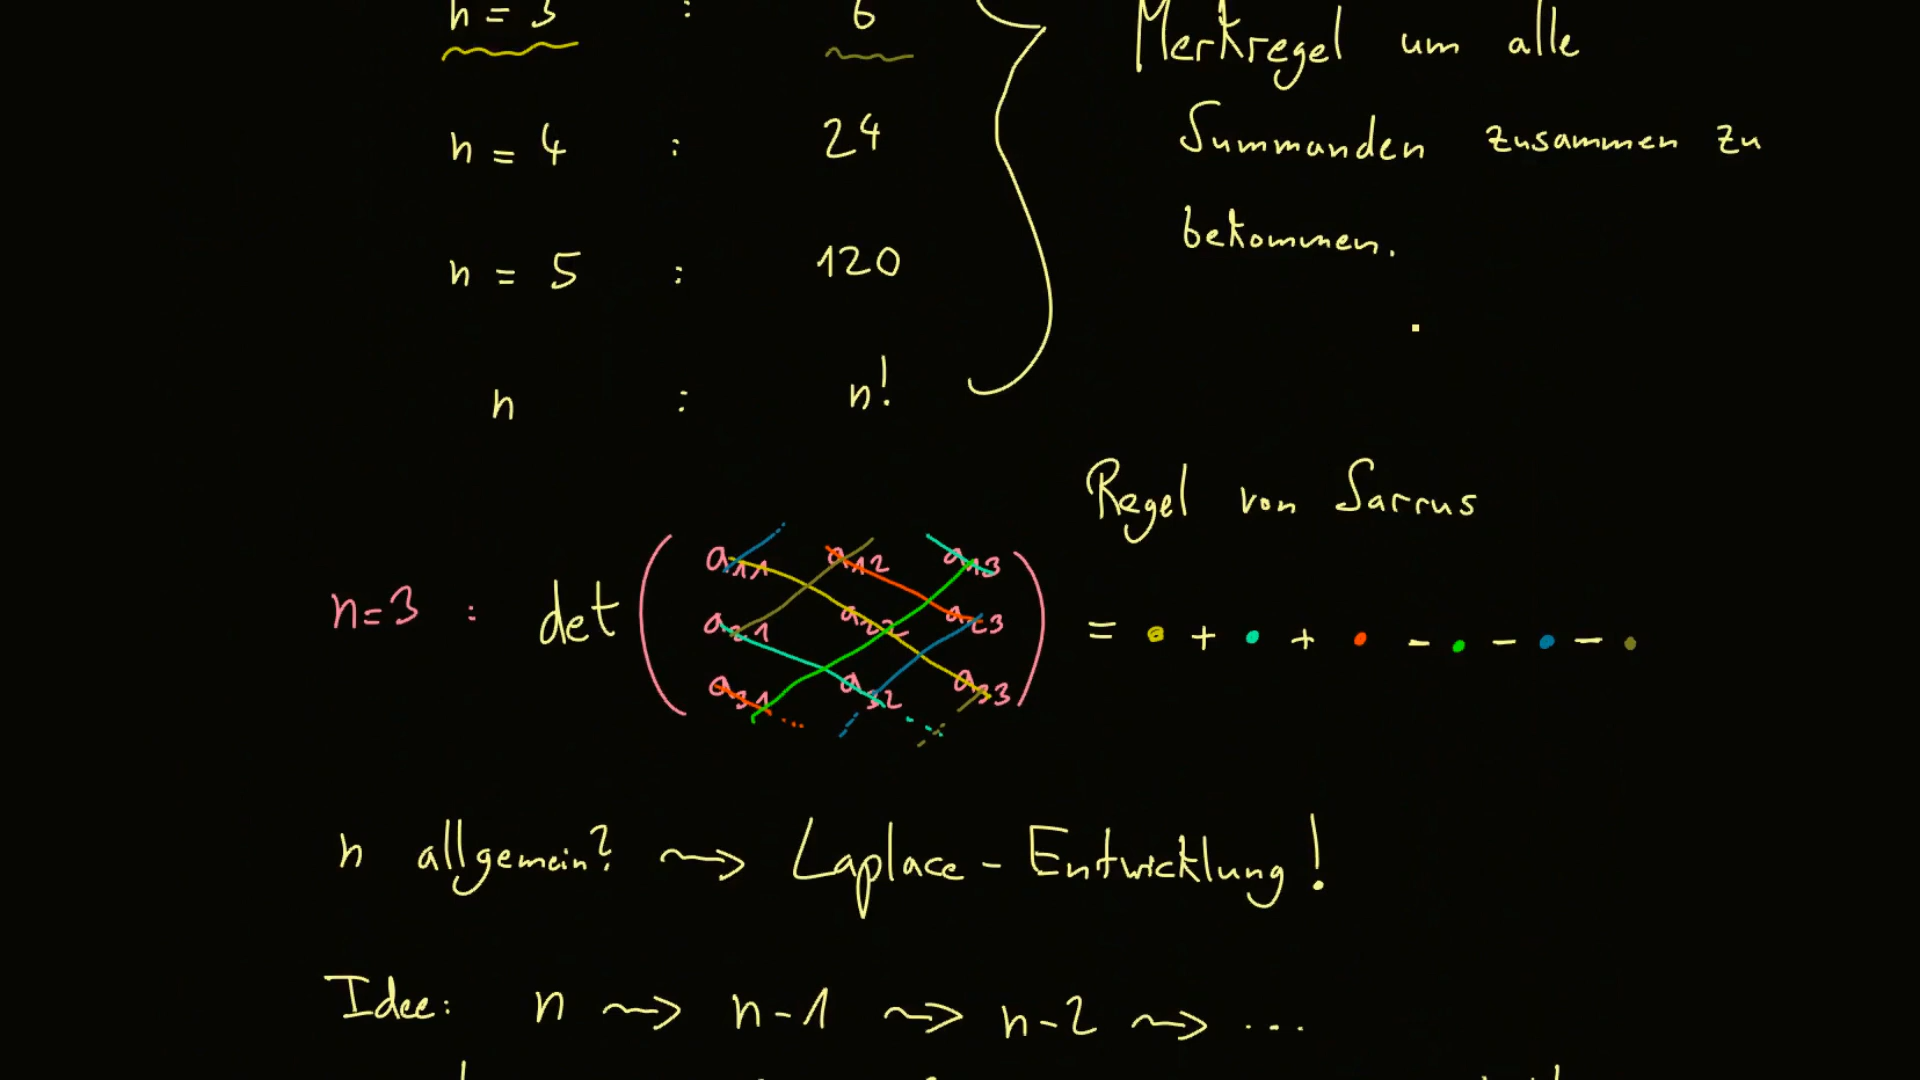 n = 3 : 6
n = 4 : 24
n = 5 : 120
n : n!
Merkregel um alle
Summanden zusammen zu
bekommen.
Regel von Sarrus
n=3 : det ( a11 a12 a13
a21 a22 a23
a31 a32 a33 ) = • + • + • - • - • - •
n allgemein? ⇝ Laplace-Entwicklung!
Idee: n ⇝ n-1 ⇝ n-2 ⇝ ...